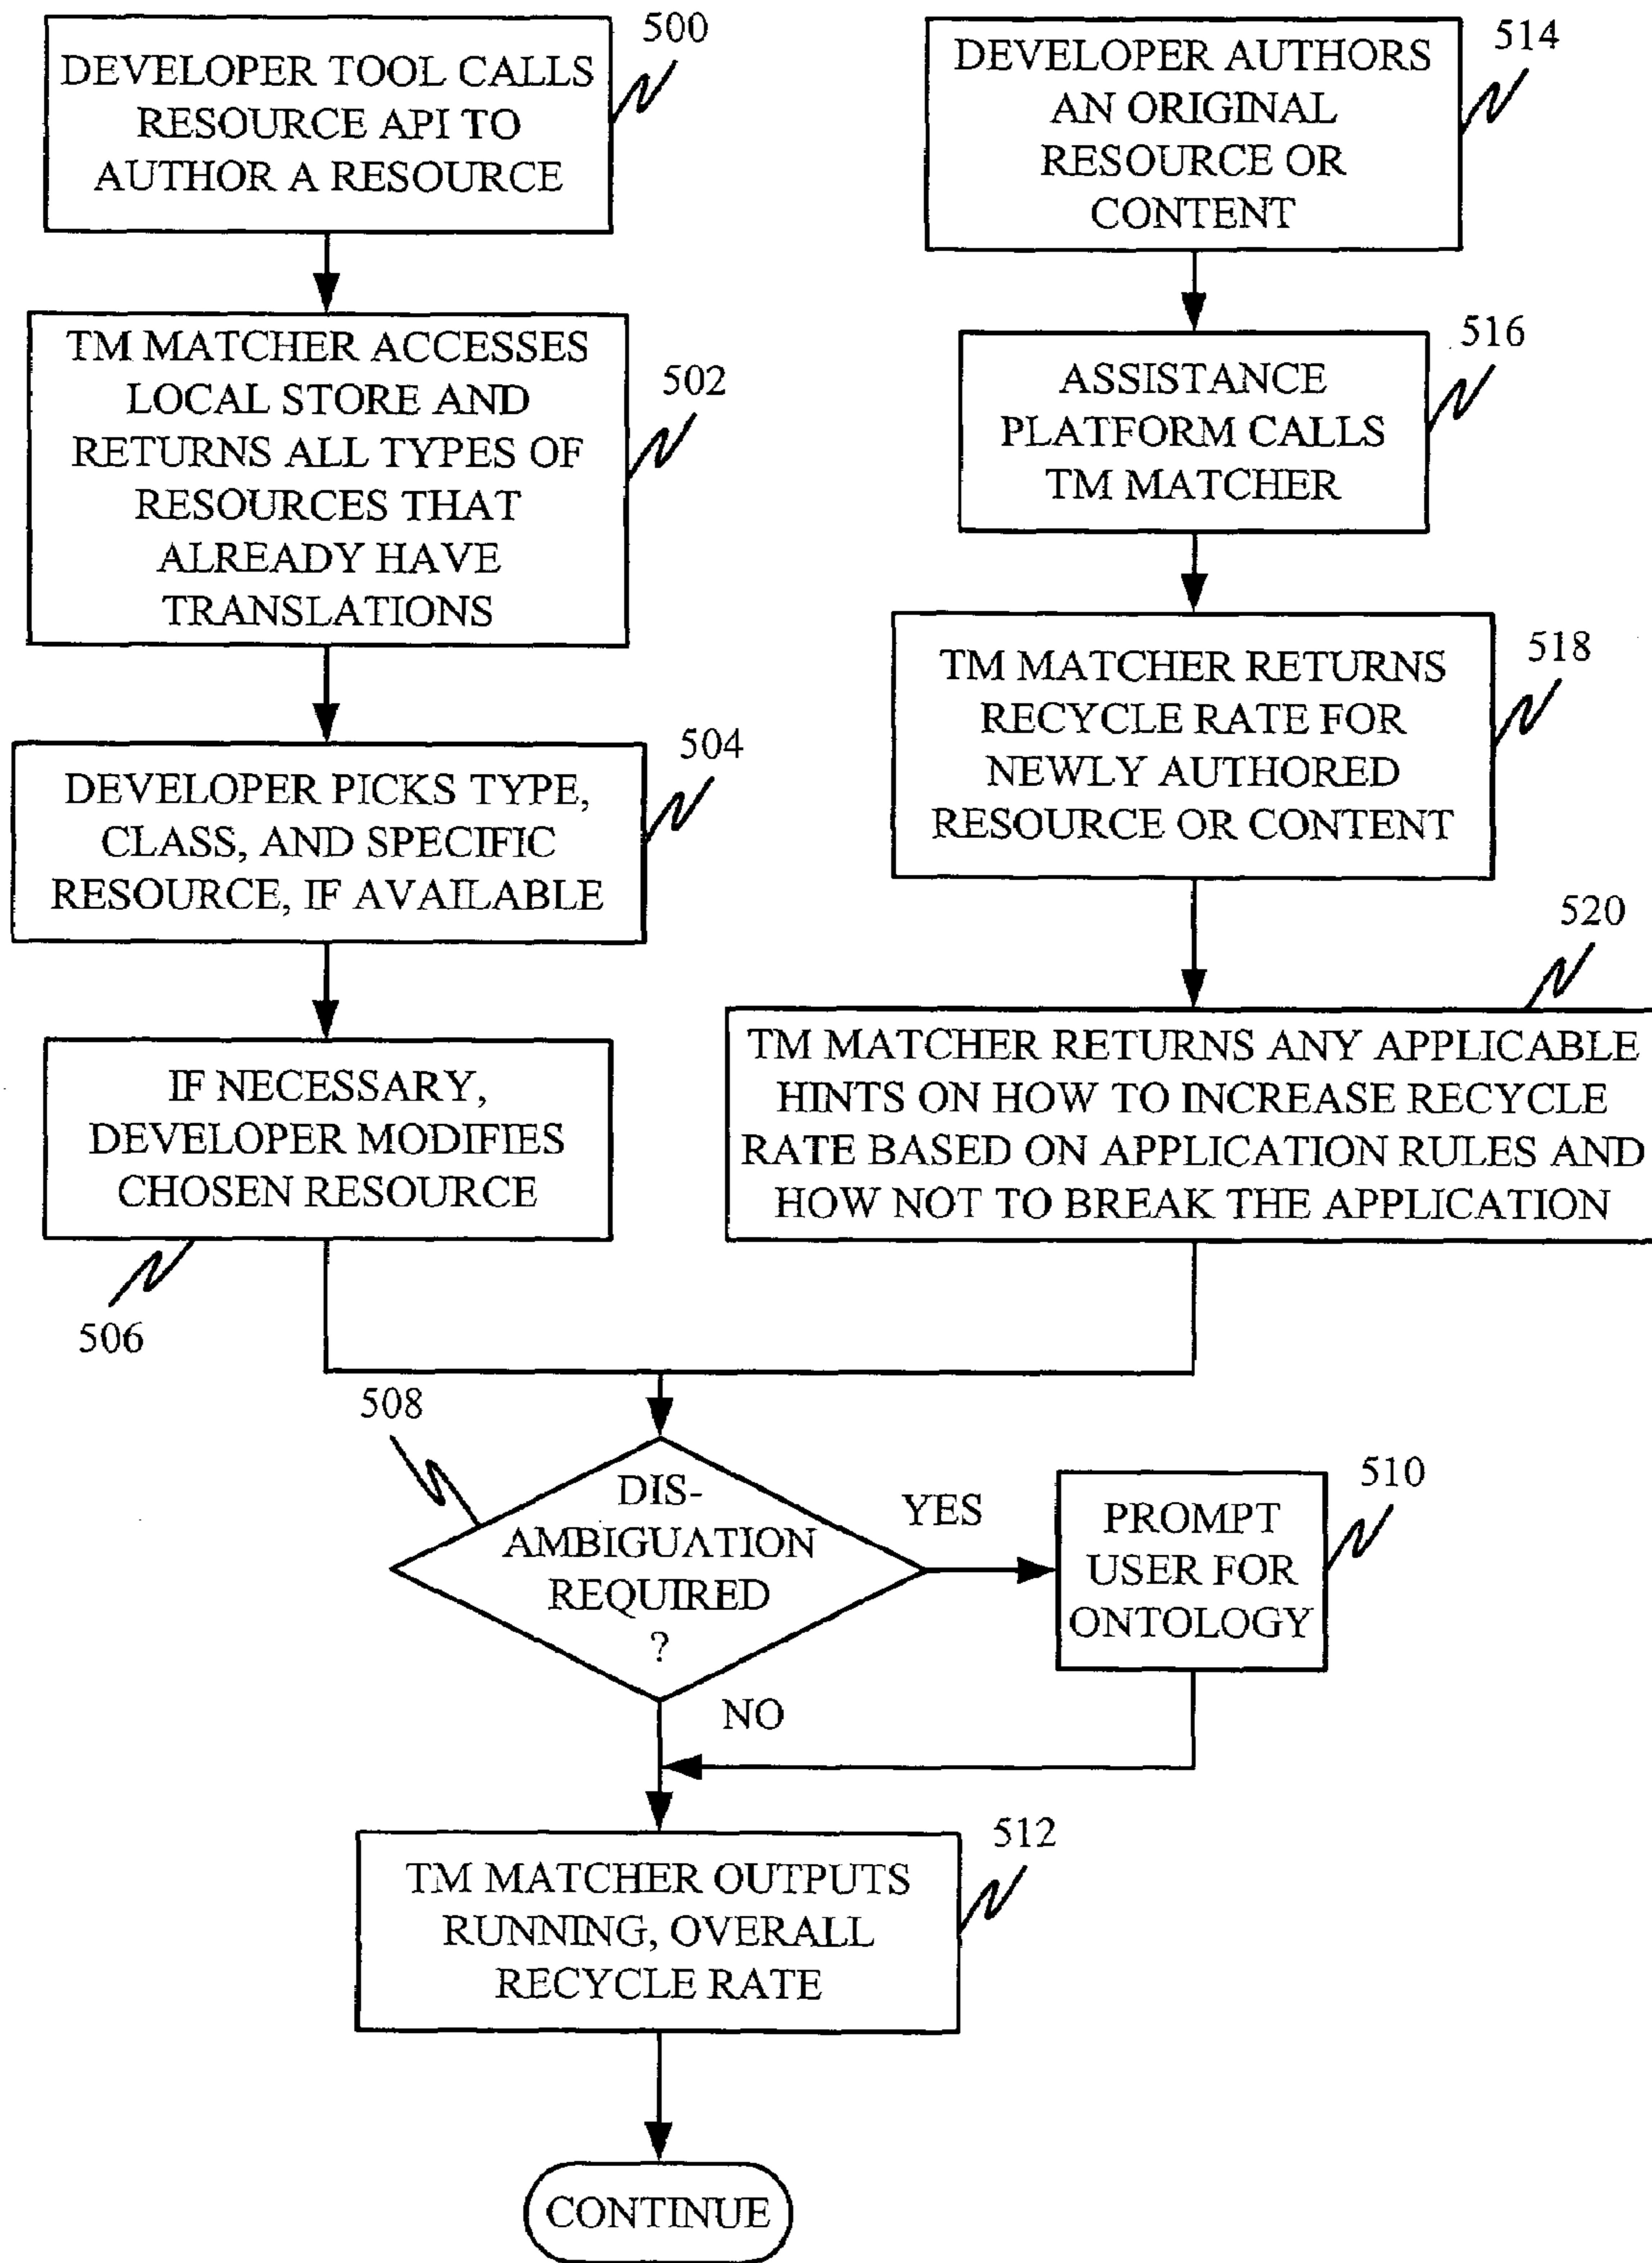 500
DEVELOPER TOOL CALLS
RESOURCE API TO
AUTHOR A RESOURCE
502
TM MATCHER ACCESSES
LOCAL STORE AND
RETURNS ALL TYPES OF
RESOURCES THAT
ALREADY HAVE
TRANSLATIONS
504
DEVELOPER PICKS TYPE,
CLASS, AND SPECIFIC
RESOURCE, IF AVAILABLE
IF NECESSARY,
DEVELOPER MODIFIES
CHOSEN RESOURCE
506
514
DEVELOPER AUTHORS
AN ORIGINAL
RESOURCE OR
CONTENT
516
ASSISTANCE
PLATFORM CALLS
TM MATCHER
518
TM MATCHER RETURNS
RECYCLE RATE FOR
NEWLY AUTHORED
RESOURCE OR CONTENT
520
TM MATCHER RETURNS ANY APPLICABLE
HINTS ON HOW TO INCREASE RECYCLE
RATE BASED ON APPLICATION RULES AND
HOW NOT TO BREAK THE APPLICATION
508
DIS-
AMBIGUATION
REQUIRED
?
YES
510
PROMPT
USER FOR
ONTOLOGY
NO
512
TM MATCHER OUTPUTS
RUNNING, OVERALL
RECYCLE RATE
CONTINUE